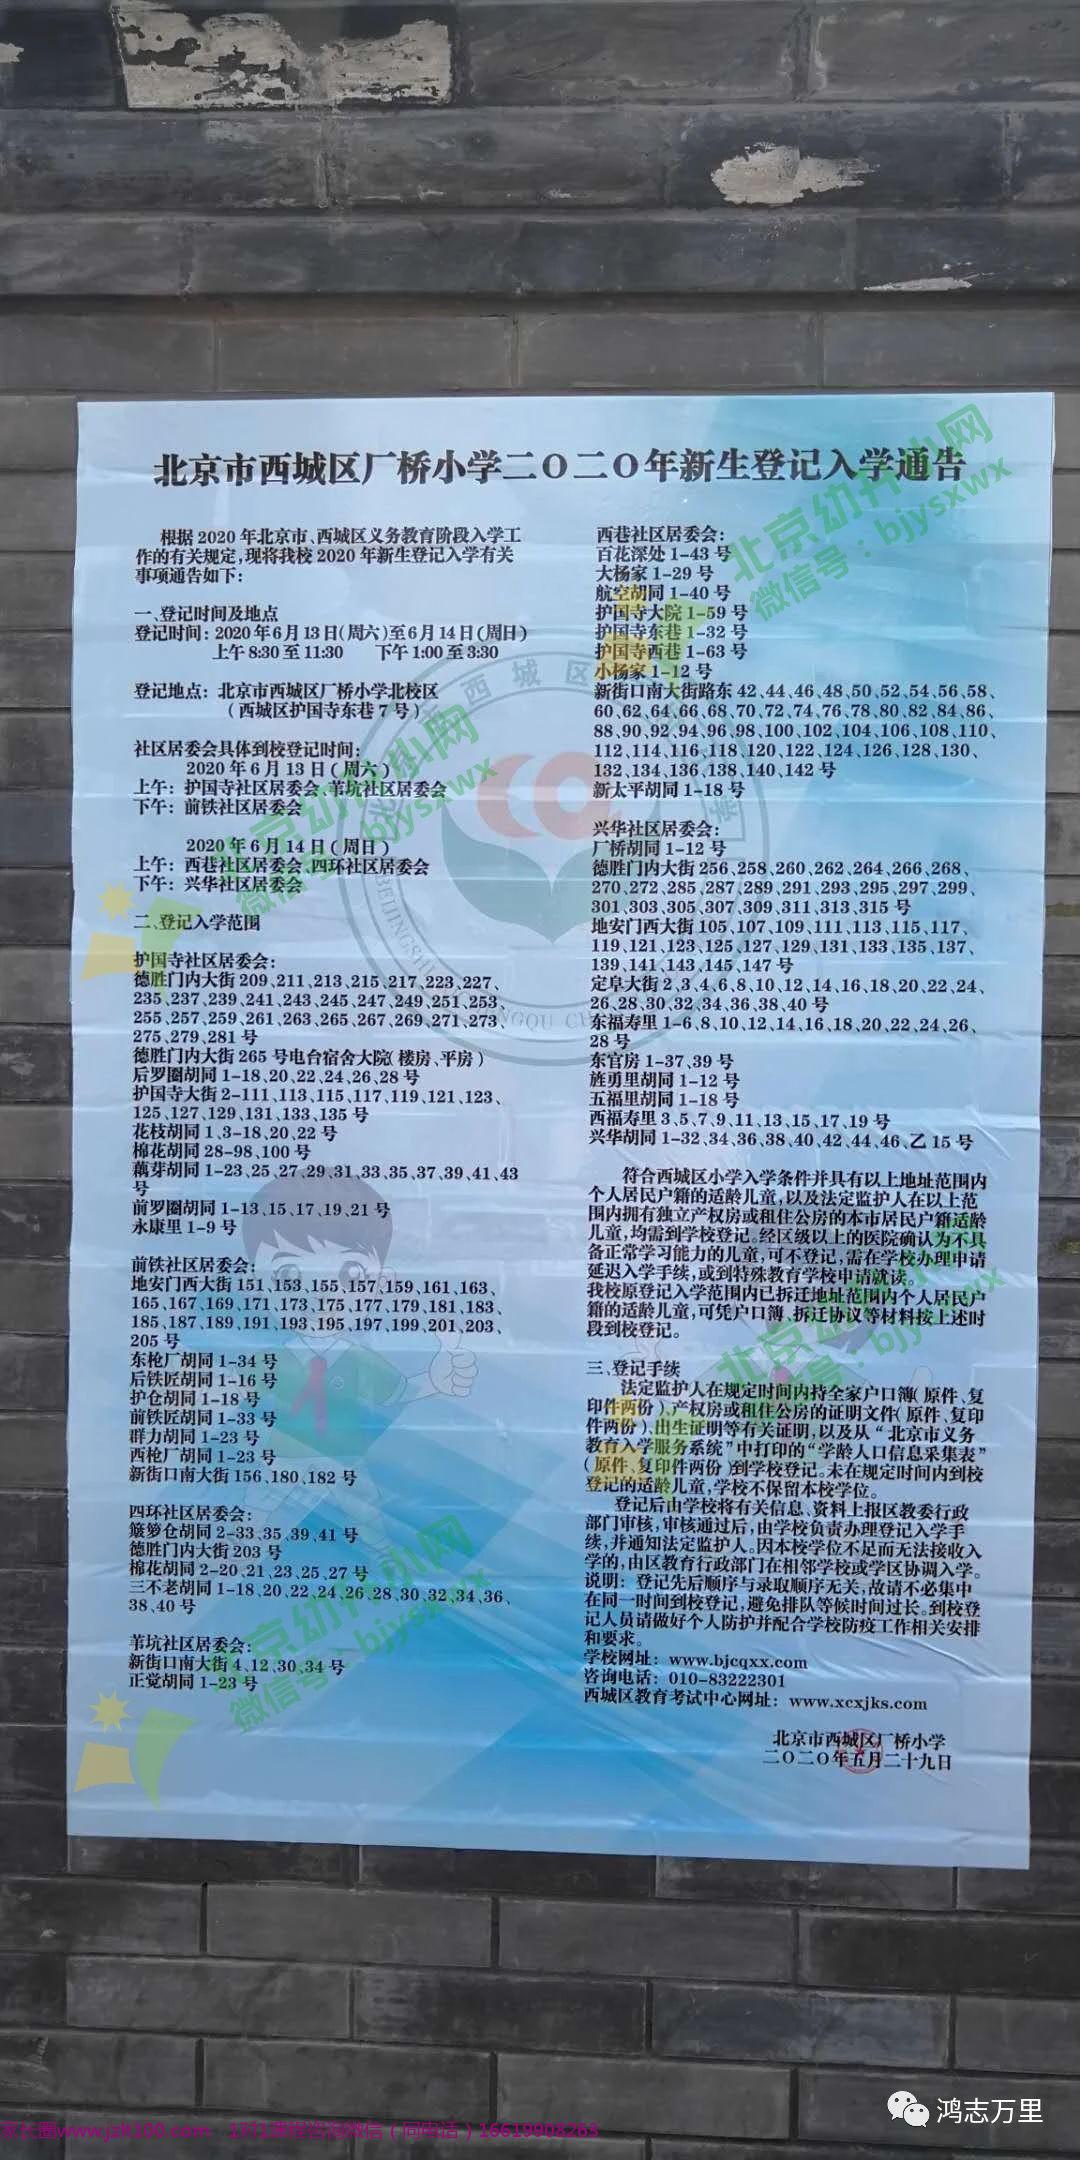 北京市西城区厂桥小学二〇二〇年新生登记入学通告
根据2020年北京市、西城区义务教育阶段入学工
作的有关规定,现将我校2020年新生登记入学有关
事项通告如下:
一、登记时间及地点
登记时间:2020年6月13日(周六)至6月14日(周日)
上午8:30至11:30 下午1:00至3:30
登记地点:北京市西城区厂桥小学北校区
(西城区护国寺东巷7号)
社区居委会具体到校登记时间:
2020年6月13日(周六)
上午:护国寺社区居委会、苇坑社区居委会
下午:前铁社区居委会
2020年6月14日(周日)
上午:西巷社区居委会、四环社区居委会
下午:兴华社区居委会
二、登记入学范围
护国寺社区居委会:
德胜门内大街209、211、213、215、217、223、227、
235、237、239、241、243、245、247、249、251、253、
255、257、259、261、263、265、267、269、271、273、
275、279、281号
德胜门内大街265号电台宿舍大院(楼房、平房)
后罗圈胡同1-18、20、22、24、26、28号
护国寺大街2-111、113、115、117、119、121、123、
125、127、129、131、133、135号
花枝胡同1、3-18、20、22号
棉花胡同28-98、100号
藕芽胡同1-23、25、27、29、31、33、35、37、39、41、43
号
前罗圈胡同1-13、15、17、19、21号
永康里1-9号
前铁社区居委会:
地安门西大街151、153、155、157、159、161、163、
165、167、169、171、173、175、177、179、181、183、
185、187、189、191、193、195、197、199、201、203、
205号
东枪厂胡同1-34号
后铁匠胡同1-16号
护仓胡同1-18号
前铁匠胡同1-33号
群力胡同1-23号
西枪厂胡同1-23号
新街口南大街156、180、182号
四环社区居委会:
簸箩仓胡同2-33、35、39、41号
德胜门内大街203号
棉花胡同2-20、21、23、25、27号
三不老胡同1-18、20、22、24、26、28、30、32、34、36、
38、40号
苇坑社区居委会:
新街口南大街4、12、30、34号
正觉胡同1-23号
西巷社区居委会:
百花深处1-43号
大杨家1-29号
航空胡同1-40号
护国寺大院1-59号
护国寺东巷1-32号
护国寺西巷1-63号
小杨家1-12号
新街口南大街路东42、44、46、48、50、52、54、56、58、
60、62、64、66、68、70、72、74、76、78、80、82、84、86、
88、90、92、94、96、98、100、102、104、106、108、110、
112、114、116、118、120、122、124、126、128、130、
132、134、136、138、140、142号
新太平胡同1-18号
兴华社区居委会:
厂桥胡同1-12号
德胜门内大街256、258、260、262、264、266、268、
270、272、285、287、289、291、293、295、297、299、
301、303、305、307、309、311、313、315号
地安门西大街105、107、109、111、113、115、117、
119、121、123、125、127、129、131、133、135、137、
139、141、143、145、147号
定阜大街2、3、4、6、8、10、12、14、16、18、20、22、24、
26、28、30、32、34、36、38、40号
东福寿里1-6、8、10、12、14、16、18、20、22、24、26、
28号
东官房1-37、39号
旌勇里胡同1-12号
五福里胡同1-18号
西福寿里3、5、7、9、11、13、15、17、19号
兴华胡同1-32、34、36、38、40、42、44、46、乙15号
符合西城区小学入学条件并具有以上地址范围内
个人居民户籍的适龄儿童,以及法定监护人在以上范
围内拥有独立产权房或租住公房的本市居民户籍适龄
儿童,均需到学校登记。经区级以上的医院确认为不具
备正常学习能力的儿童,可不登记,需在学校办理申请
延迟入学手续,或到特殊教育学校申请就读。
我校原登记入学范围内已拆迁地址范围内个人居民户
籍的适龄儿童,可凭户口簿、拆迁协议等材料按上述时
段到校登记。
三、登记手续
法定监护人在规定时间内持全家户口簿(原件、复
印件两份)、产权房或租住公房的证明文件(原件、复印
件两份)、出生证明等有关证明,以及从“北京市义务
教育入学服务系统”中打印的“学龄人口信息采集表”
(原件、复印件两份)到学校登记。未在规定时间内到校
登记的适龄儿童,学校不保留本校学位。
登记后由学校将有关信息、资料上报区教委行政
部门审核,审核通过后,由学校负责办理登记入学手
续,并通知法定监护人。因本校学位不足而无法接收入
学的,由区教育行政部门在相邻学校或学区协调入学。
说明:登记先后顺序与录取顺序无关,故请不必集中
在同一时间到校登记,避免排队等候时间过长。到校登
记人员请做好个人防护并配合学校防疫工作相关安排
和要求。
学校网址:www.bjcqxx.com
咨询电话:010-83222301
西城区教育考试中心网址:www.xcxjks.com
北京市西城区厂桥小学
二〇二〇年五月二十九日
北京幼升小网
微信号:bjysxwx
鸿志万里
家长圈www.jzlt100.com 1对1课程咨询微信(同电话)16619908263